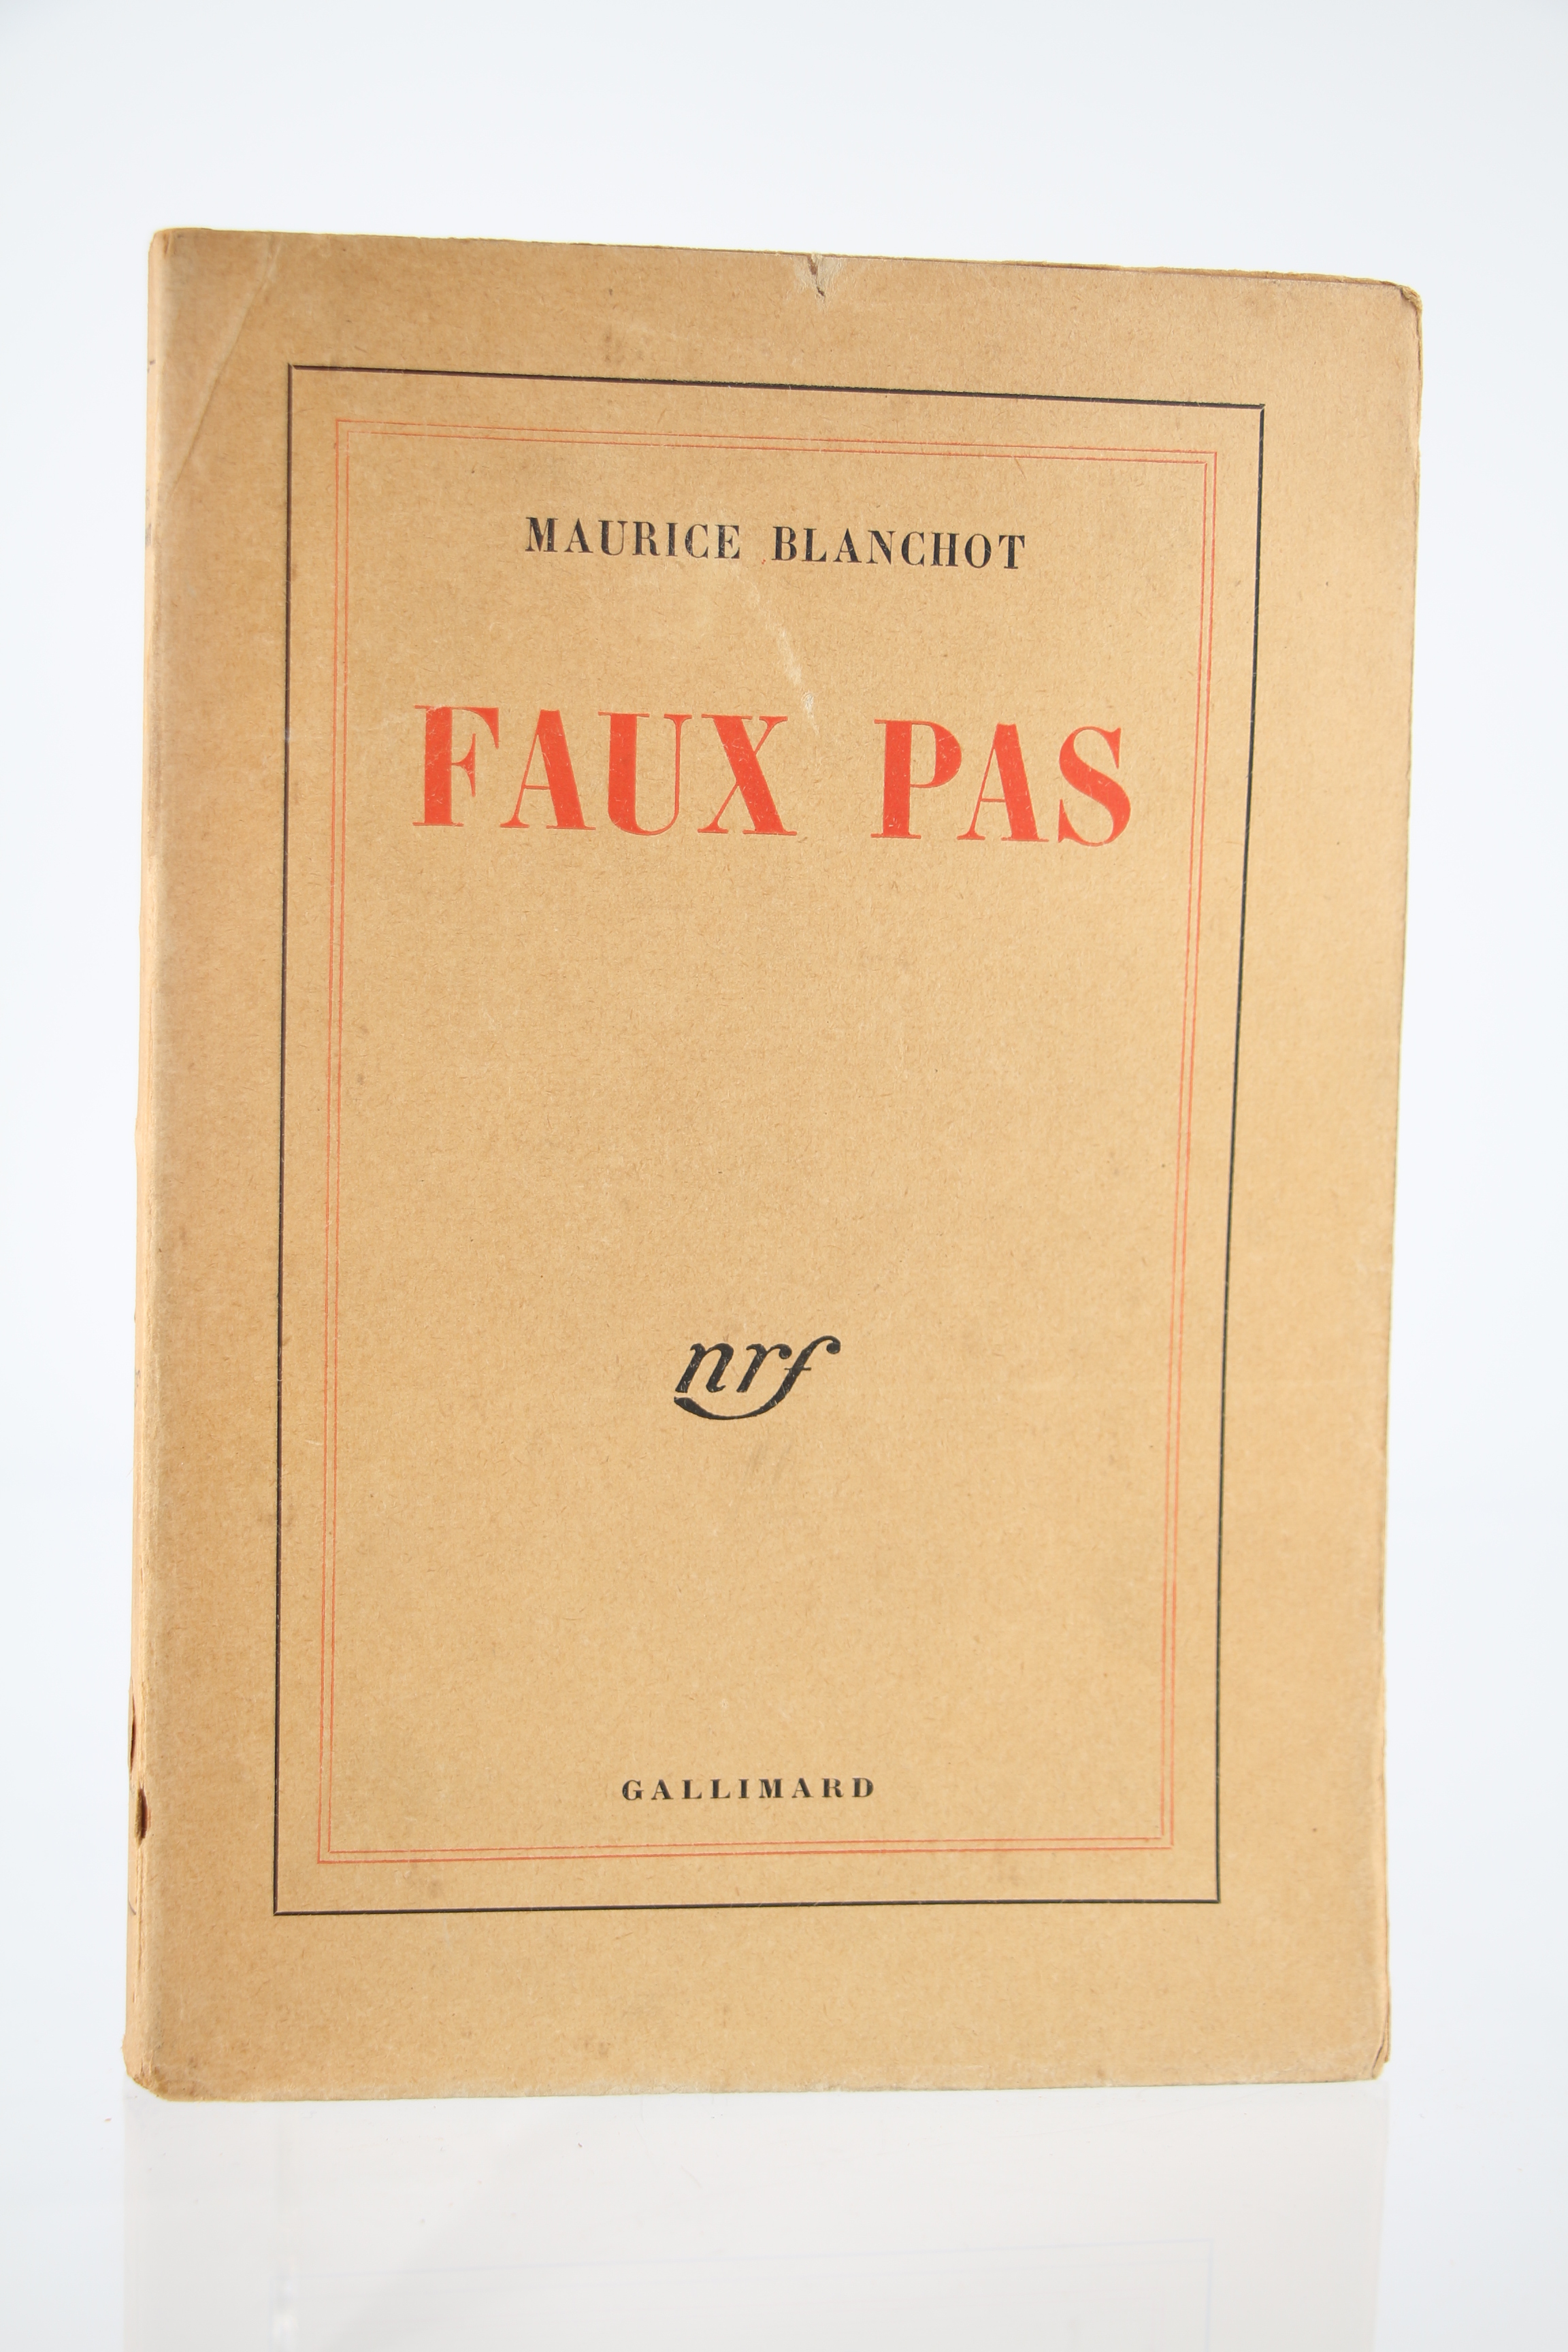 MAURICE BLANCHOT
FAUX PAS
nrf
GALLIMARD